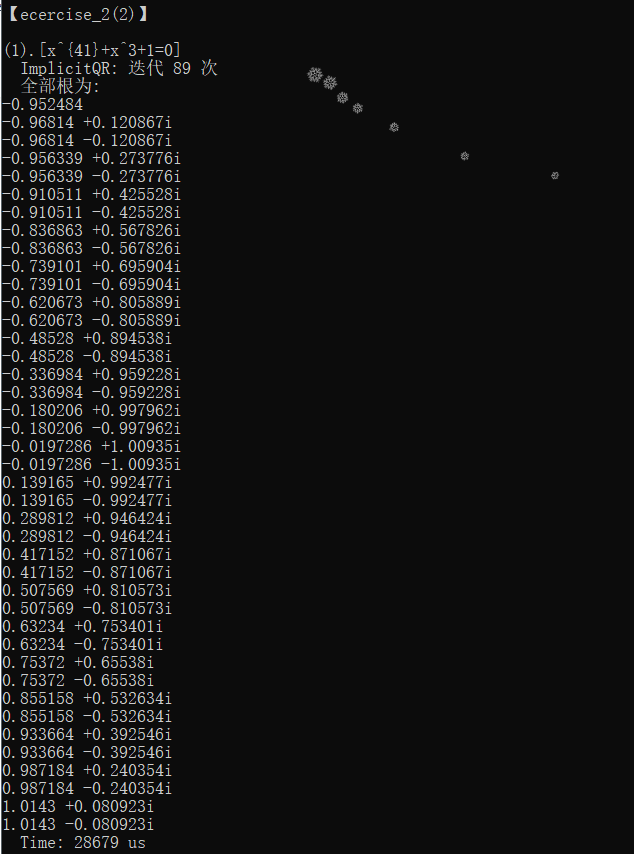 【ecercise_2(2)】
(1).[x^{41}+x^3+1=0]
ImplicitQR: 迭代 89 次
全部根为:
-0.952484
-0.96814 +0.120867i
-0.96814 -0.120867i
-0.956339 +0.273776i
-0.956339 -0.273776i
-0.910511 +0.425528i
-0.910511 -0.425528i
-0.836863 +0.567826i
-0.836863 -0.567826i
-0.739101 +0.695904i
-0.739101 -0.695904i
-0.620673 +0.805889i
-0.620673 -0.805889i
-0.48528 +0.894538i
-0.48528 -0.894538i
-0.336984 +0.959228i
-0.336984 -0.959228i
-0.180206 +0.997962i
-0.180206 -0.997962i
-0.0197286 +1.00935i
-0.0197286 -1.00935i
0.139165 +0.992477i
0.139165 -0.992477i
0.289812 +0.946424i
0.289812 -0.946424i
0.417152 +0.871067i
0.417152 -0.871067i
0.507569 +0.810573i
0.507569 -0.810573i
0.63234 +0.753401i
0.63234 -0.753401i
0.75372 +0.65538i
0.75372 -0.65538i
0.855158 +0.532634i
0.855158 -0.532634i
0.933664 +0.392546i
0.933664 -0.392546i
0.987184 +0.240354i
0.987184 -0.240354i
1.0143 +0.080923i
1.0143 -0.080923i
Time: 28679 us